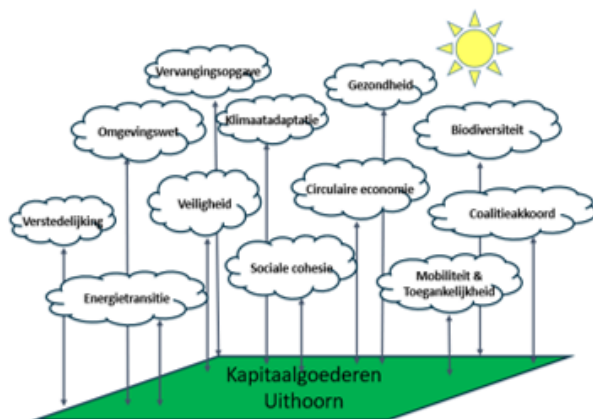 Vervangingsopgave
Gezondheid
Klimaatadaptatie
Omgevingswet
Biodiversiteit
Circulaire economie
Veiligheid
Verstedelijking
Coalitieakkoord
Sociale cohesie
Mobiliteit &
Toegankelijkheid
Energietransitie
Kapitaalgoederen
Uithoorn